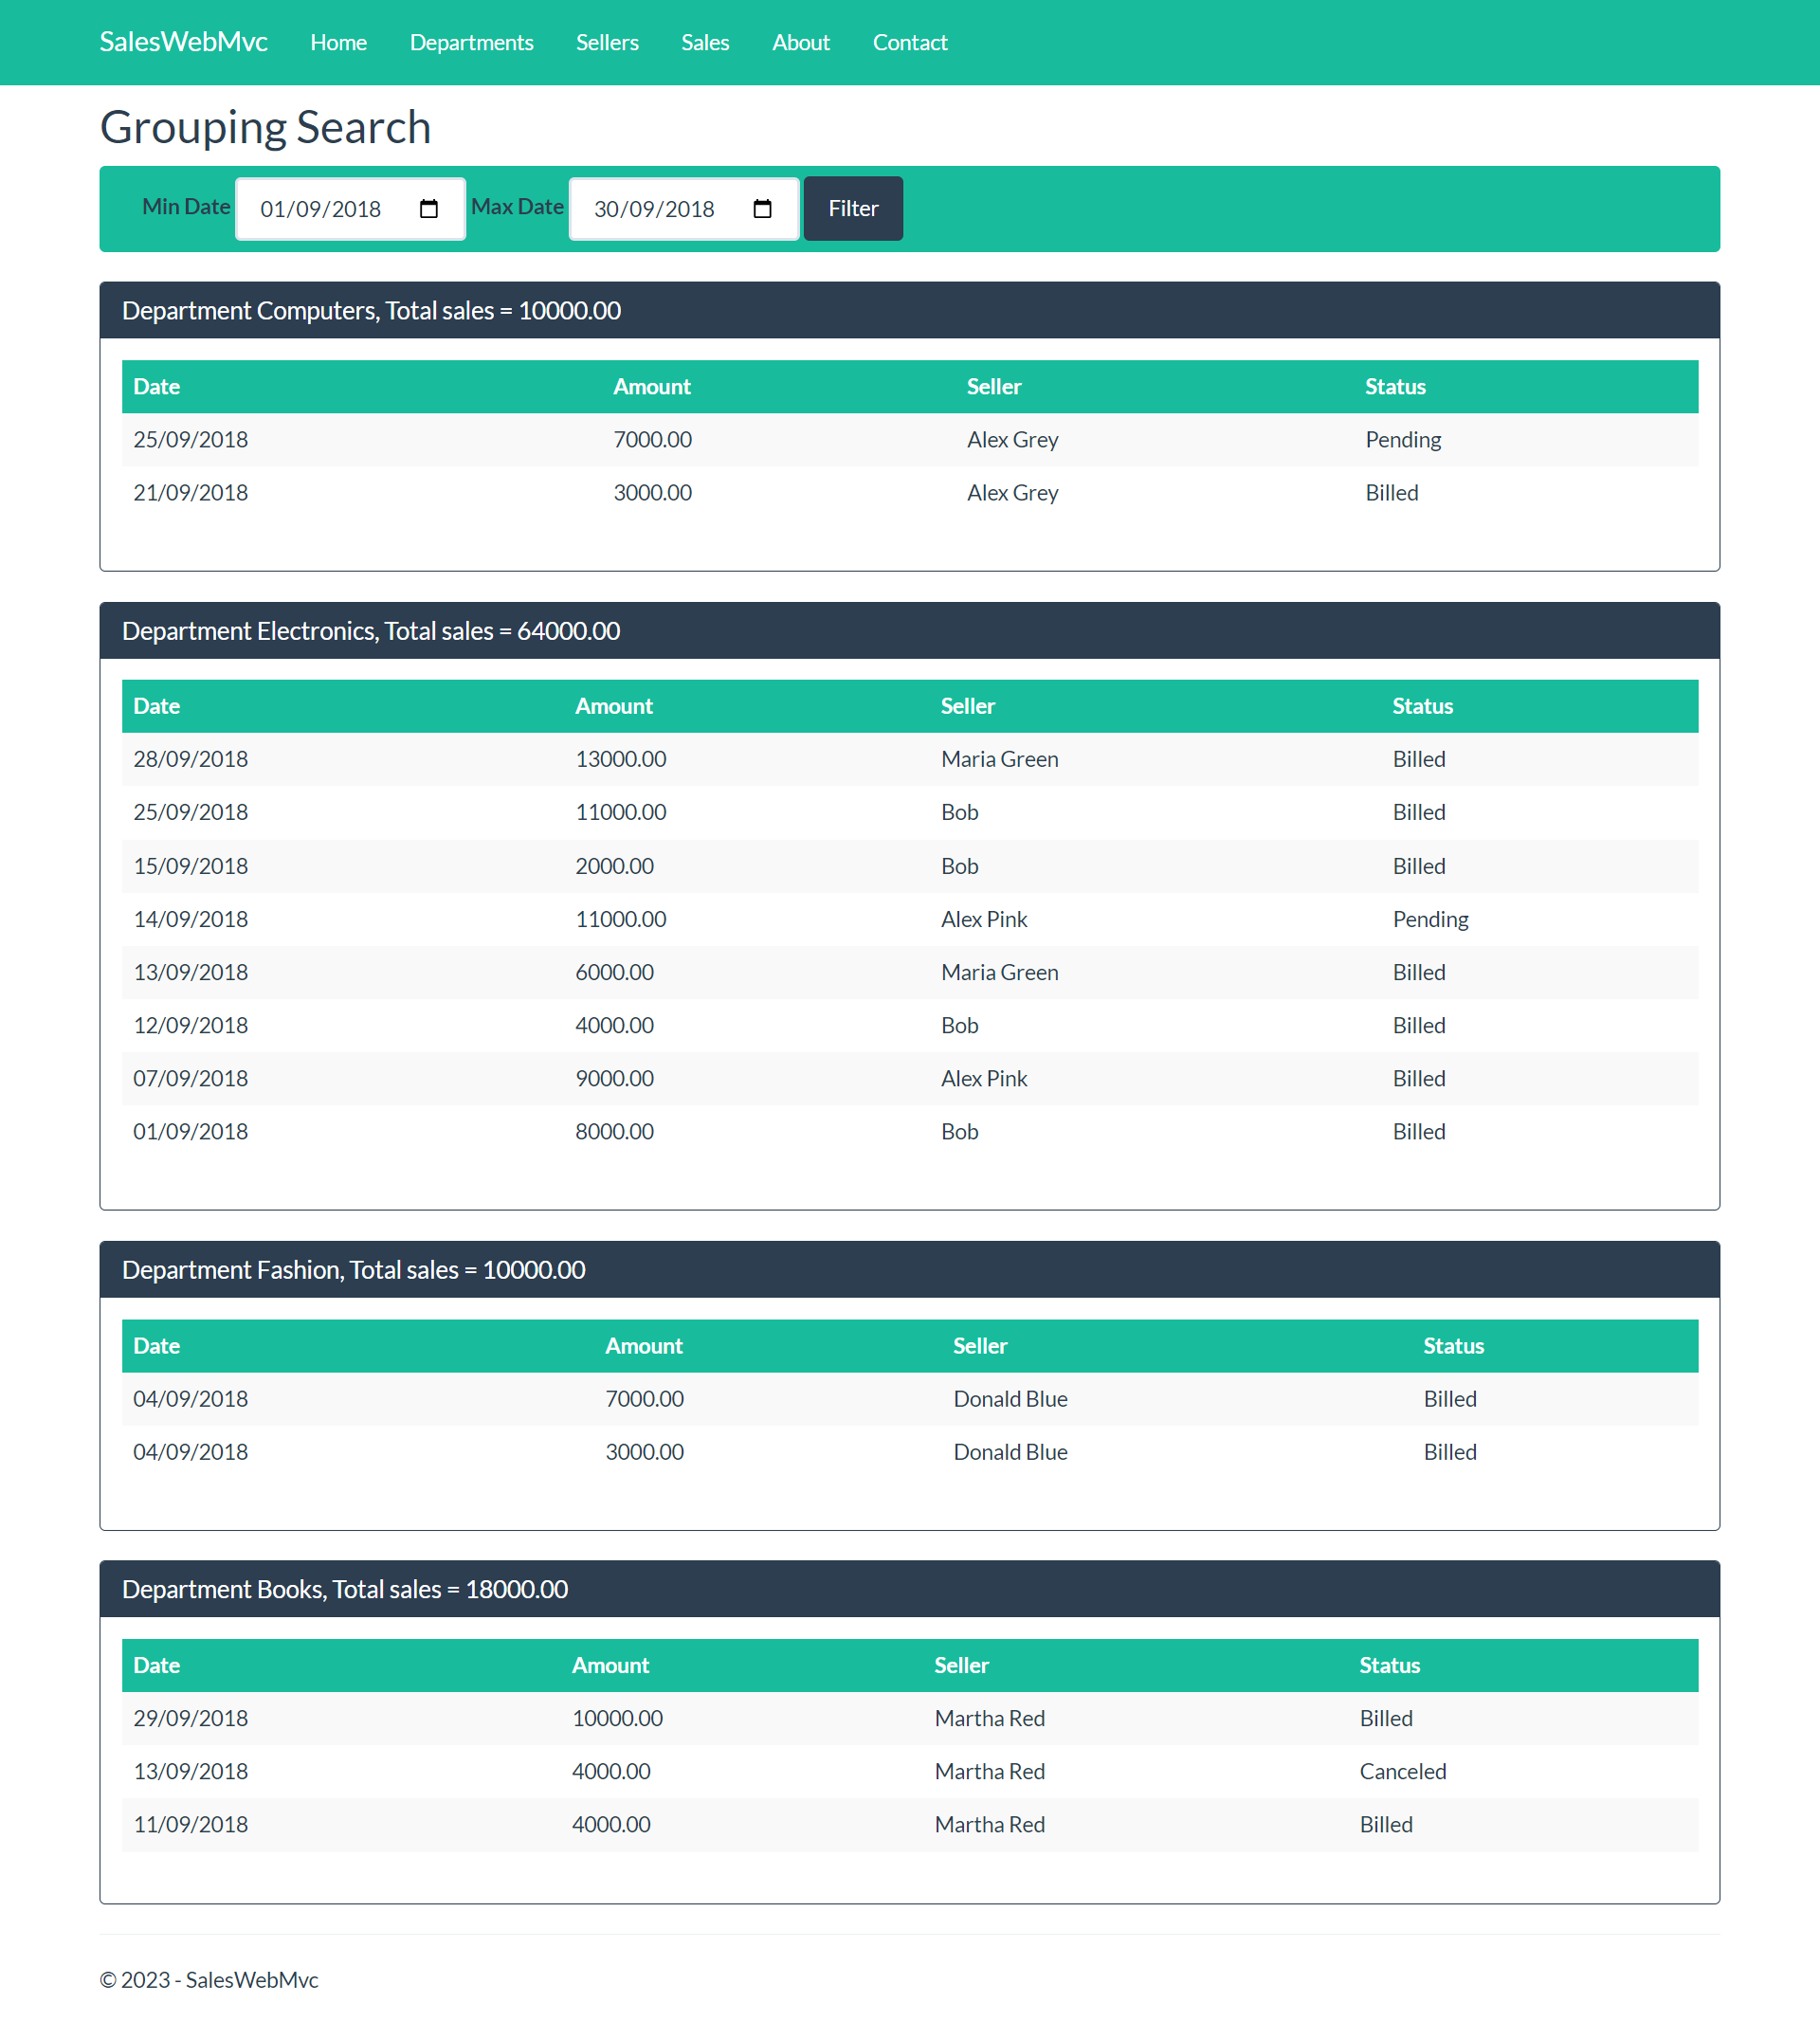 SalesWebMvc Home Departments Sellers Sales About Contact
Grouping Search
Min Date 01/09/2018 Max Date 30/09/2018 Filter
Department Computers, Total sales = 10000.00
Date Amount Seller Status
25/09/2018 7000.00 Alex Grey Pending
21/09/2018 3000.00 Alex Grey Billed
Department Electronics, Total sales = 64000.00
Date Amount Seller Status
28/09/2018 13000.00 Maria Green Billed
25/09/2018 11000.00 Bob Billed
15/09/2018 2000.00 Bob Billed
14/09/2018 11000.00 Alex Pink Pending
13/09/2018 6000.00 Maria Green Billed
12/09/2018 4000.00 Bob Billed
07/09/2018 9000.00 Alex Pink Billed
01/09/2018 8000.00 Bob Billed
Department Fashion, Total sales = 10000.00
Date Amount Seller Status
04/09/2018 7000.00 Donald Blue Billed
04/09/2018 3000.00 Donald Blue Billed
Department Books, Total sales = 18000.00
Date Amount Seller Status
29/09/2018 10000.00 Martha Red Billed
13/09/2018 4000.00 Martha Red Canceled
11/09/2018 4000.00 Martha Red Billed
© 2023 - SalesWebMvc